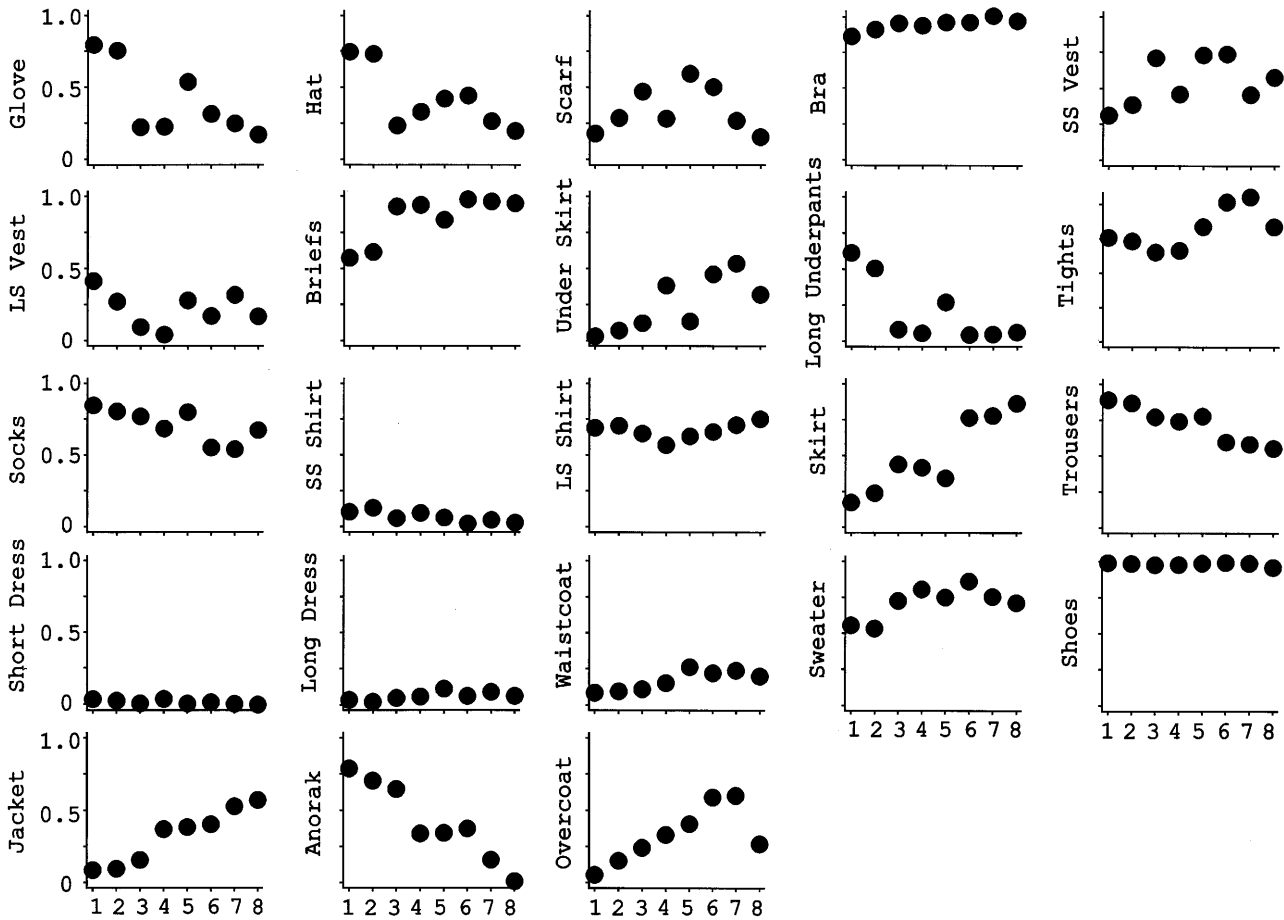 Glove 1.0 0.5 0
Hat
Scarf
Bra
SS Vest
LS Vest 1.0 0.5 0
Briefs
Under Skirt
Long Underpants
Tights
Socks 1.0 0.5 0
SS Shirt
LS Shirt
Skirt
Trousers
Short Dress 1.0 0.5 0
Long Dress
Waistcoat
Sweater
1 2 3 4 5 6 7 8
Shoes
1 2 3 4 5 6 7 8
Jacket 1.0 0.5 0
1 2 3 4 5 6 7 8
Anorak
1 2 3 4 5 6 7 8
Overcoat
1 2 3 4 5 6 7 8